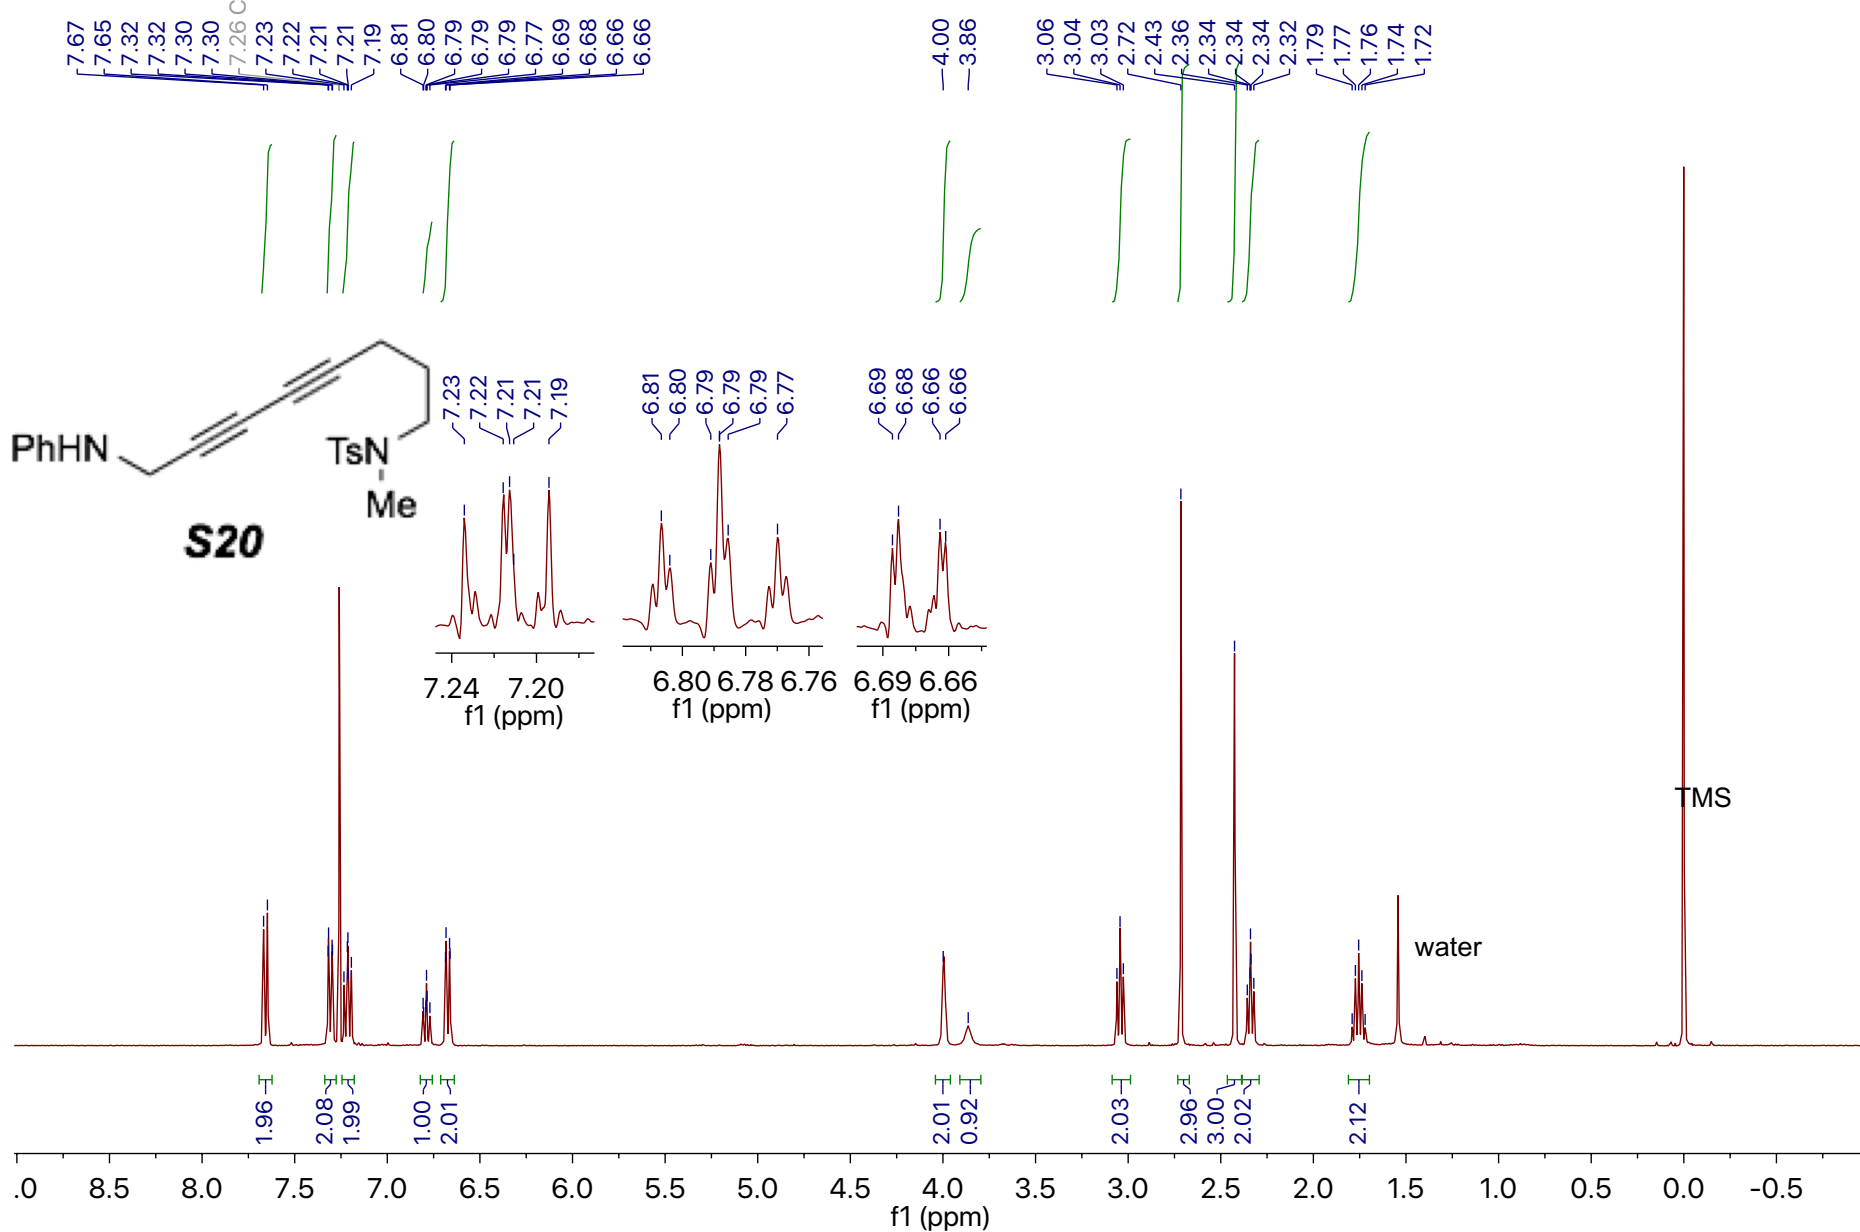 7.67 7.65 7.32 7.32 7.30 7.30 7.26 C 7.23 7.22 7.21 7.21 7.19 6.81 6.80 6.79 6.79 6.79 6.77 6.69 6.68 6.66 6.66 4.00 3.86 3.06 3.04 3.03 2.72 2.43 2.36 2.34 2.34 2.34 2.32 1.79 1.77 1.76 1.74 1.72
7.23 7.22 7.21 7.21 7.19
6.81 6.80 6.79 6.79 6.79 6.77
6.69 6.68 6.66 6.66
PhHN
TsN
Me
S20
7.24 7.20
f1 (ppm)
6.80 6.78 6.76
f1 (ppm)
6.69 6.66
f1 (ppm)
TMS
water
1.96 2.08 1.99 1.00 2.01 2.01 0.92 2.03 2.96 3.00 2.02 2.12
.0 8.5 8.0 7.5 7.0 6.5 6.0 5.5 5.0 4.5 4.0 3.5 3.0 2.5 2.0 1.5 1.0 0.5 0.0 -0.5
f1 (ppm)